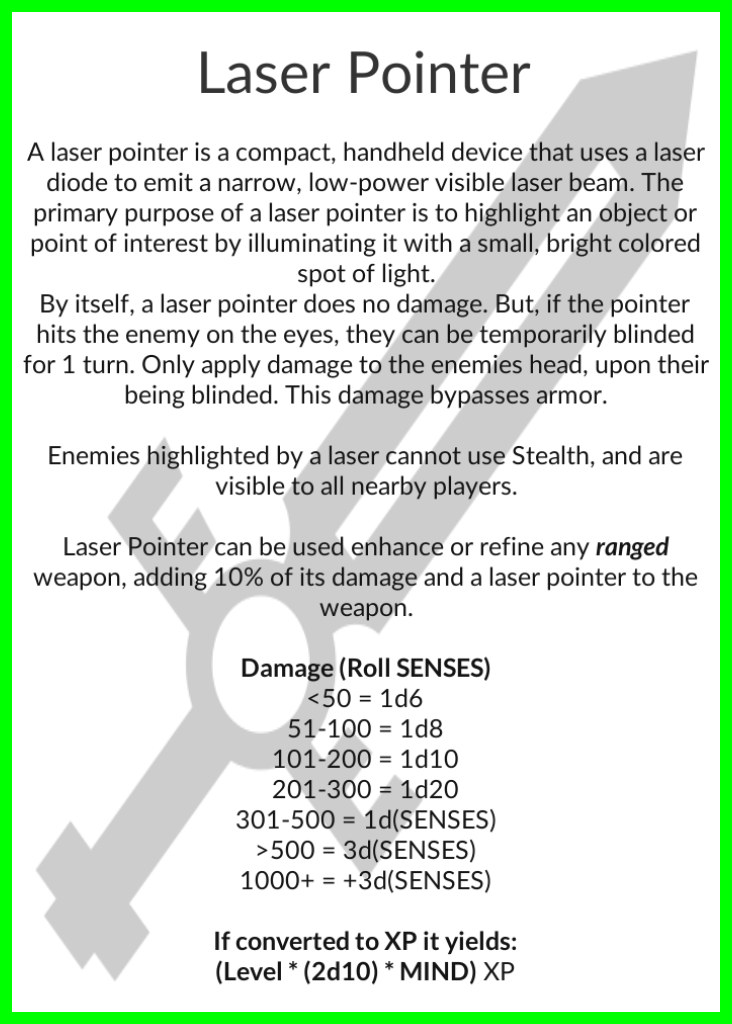 Laser Pointer
A laser pointer is a compact, handheld device that uses a laser
diode to emit a narrow, low-power visible laser beam. The
primary purpose of a laser pointer is to highlight an object or
point of interest by illuminating it with a small, bright colored
spot of light.
By itself, a laser pointer does no damage. But, if the pointer
hits the enemy on the eyes, they can be temporarily blinded
for 1 turn. Only apply damage to the enemies head, upon their
being blinded. This damage bypasses armor.
Enemies highlighted by a laser cannot use Stealth, and are
visible to all nearby players.
Laser Pointer can be used enhance or refine any ranged
weapon, adding 10% of its damage and a laser pointer to the
weapon.
Damage (Roll SENSES)
<50 = 1d6
51-100 = 1d8
101-200 = 1d10
201-300 = 1d20
301-500 = 1d(SENSES)
>500 = 3d(SENSES)
1000+ = +3d(SENSES)
If converted to XP it yields:
(Level * (2d10) * MIND) XP